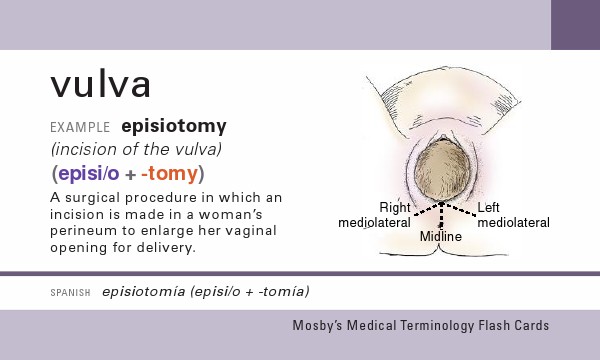 vulva
EXAMPLE episiotomy
(incision of the vulva)
(episi/o + -tomy)
A surgical procedure in which an
incision is made in a woman's
perineum to enlarge her vaginal
opening for delivery.
Right
mediolateral
Left
mediolateral
Midline
SPANISH episiotomía (episi/o + -tomía)
Mosby's Medical Terminology Flash Cards